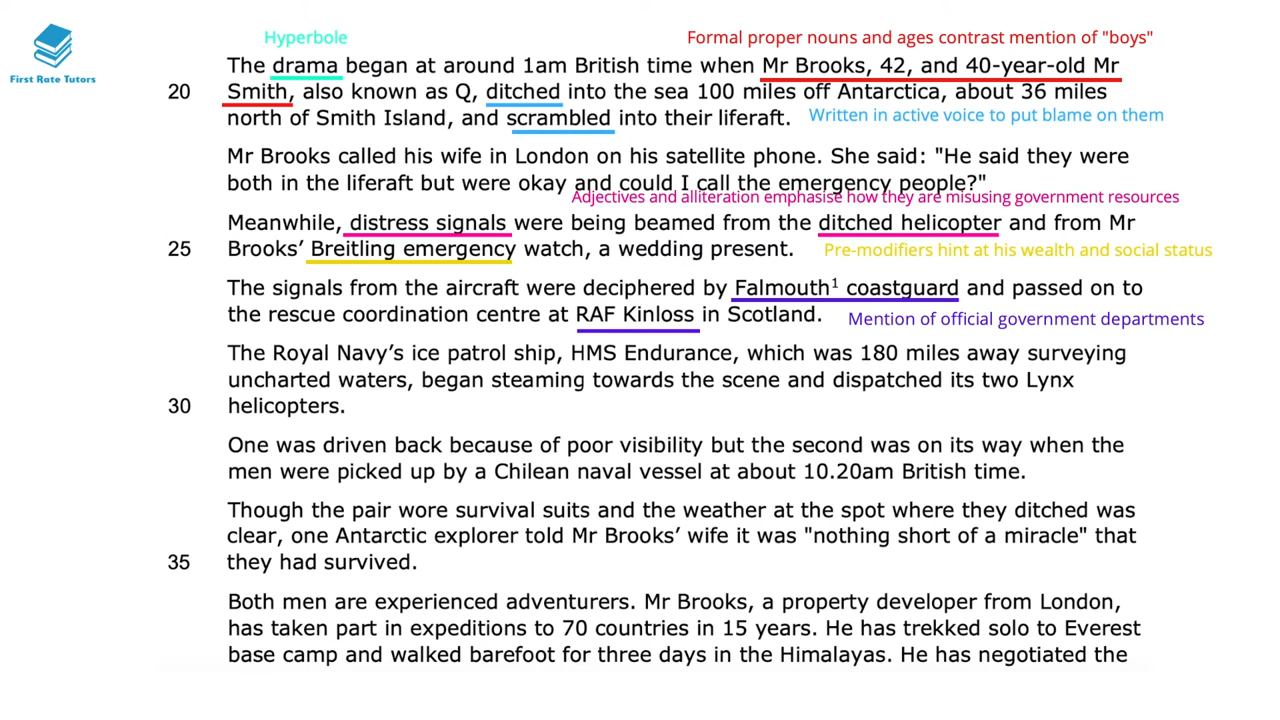 First Rate Tutors
Hyperbole
Formal proper nouns and ages contrast mention of "boys"
The drama began at around 1am British time when Mr Brooks, 42, and 40-year-old Mr
20 Smith, also known as Q, ditched into the sea 100 miles off Antarctica, about 36 miles
north of Smith Island, and scrambled into their liferaft.
Written in active voice to put blame on them
Mr Brooks called his wife in London on his satellite phone. She said: "He said they were
both in the liferaft but were okay and could I call the emergency people?"
Adjectives and alliteration emphasise how they are misusing government resources
Meanwhile, distress signals were being beamed from the ditched helicopter and from Mr
25 Brooks’ Breitling emergency watch, a wedding present.
Pre-modifiers hint at his wealth and social status
The signals from the aircraft were deciphered by Falmouth¹ coastguard and passed on to
the rescue coordination centre at RAF Kinloss in Scotland.
Mention of official government departments
The Royal Navy’s ice patrol ship, HMS Endurance, which was 180 miles away surveying
uncharted waters, began steaming towards the scene and dispatched its two Lynx
30 helicopters.
One was driven back because of poor visibility but the second was on its way when the
men were picked up by a Chilean naval vessel at about 10.20am British time.
Though the pair wore survival suits and the weather at the spot where they ditched was
clear, one Antarctic explorer told Mr Brooks’ wife it was "nothing short of a miracle" that
35 they had survived.
Both men are experienced adventurers. Mr Brooks, a property developer from London,
has taken part in expeditions to 70 countries in 15 years. He has trekked solo to Everest
base camp and walked barefoot for three days in the Himalayas. He has negotiated the